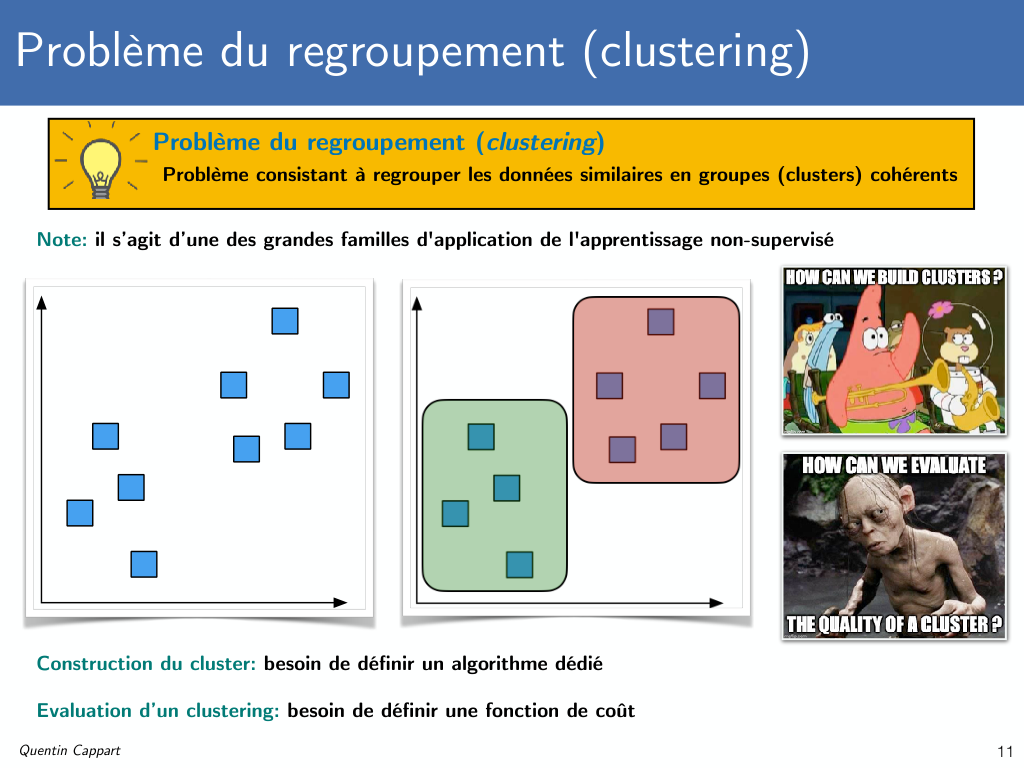 Problème du regroupement (clustering)
Problème du regroupement (clustering)
Problème consistant à regrouper les données similaires en groupes (clusters) cohérents
Note: il s'agit d'une des grandes familles d'application de l'apprentissage non-supervisé
HOW CAN WE BUILD CLUSTERS ?
HOW CAN WE EVALUATE
THE QUALITY OF A CLUSTER ?
Construction du cluster: besoin de définir un algorithme dédié
Evaluation d'un clustering: besoin de définir une fonction de coût
Quentin Cappart
11